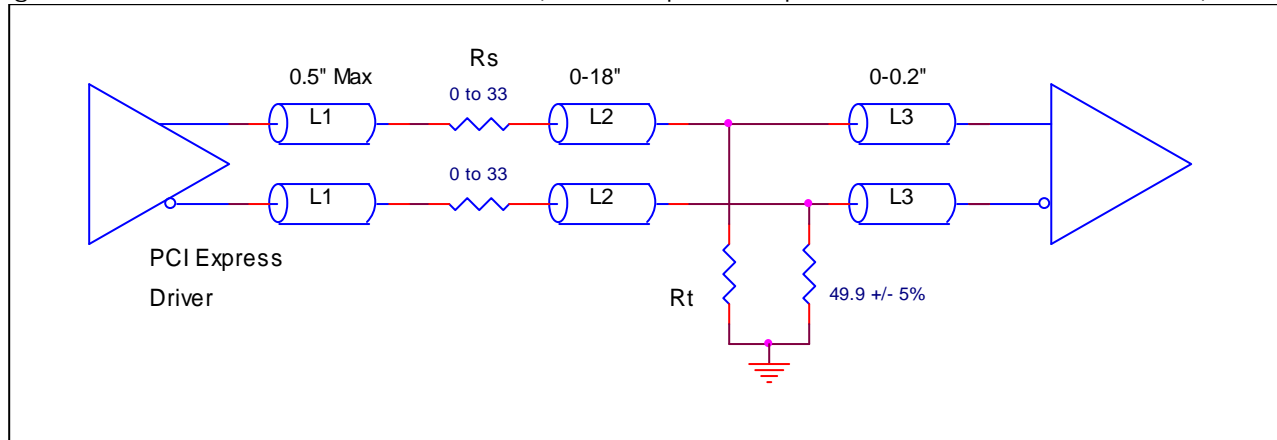 Rs
0.5" Max
0-18"
0-0.2"
0 to 33
L1
L2
L3
0 to 33
L1
L2
L3
PCI Express
Driver
Rt
49.9 +/- 5%